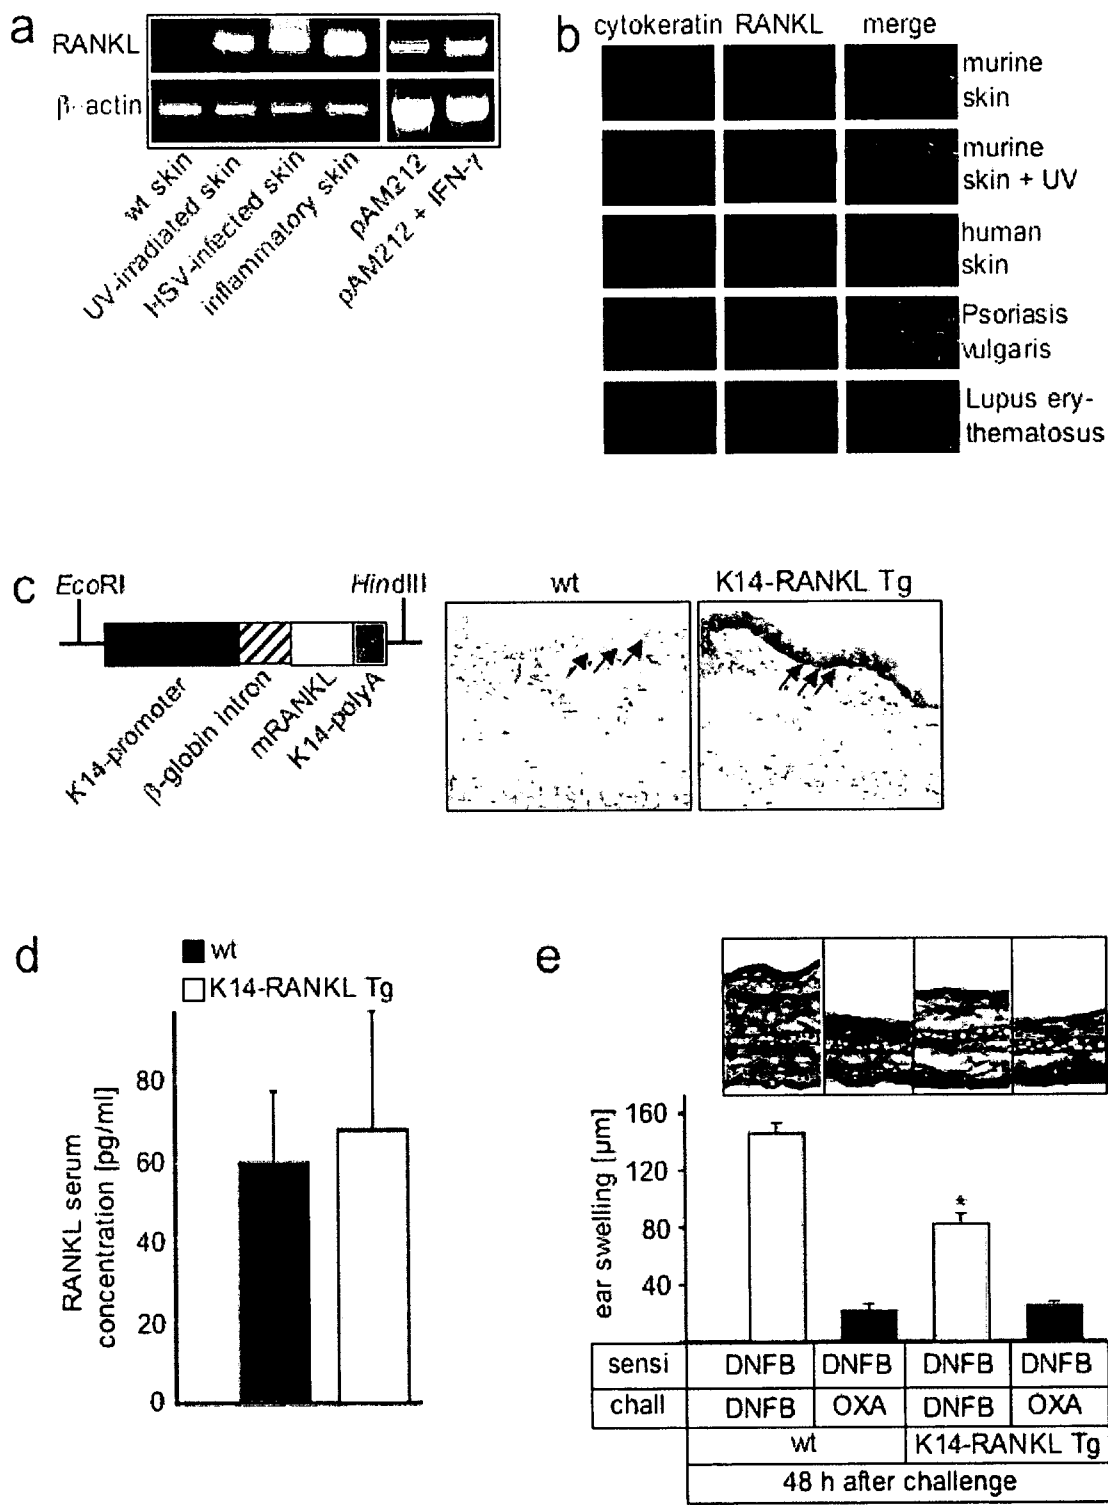 a
RANKL
β-actin
wt skin
UV-irradiated skin
HSV-infected skin
inflammatory skin
pAM212
pAM212 + IFN-γ
b
cytokeratin RANKL merge
murine
skin
murine
skin + UV
human
skin
Psoriasis
vulgaris
Lupus ery-
thematosus
c
EcoRI HindIII
K14-promoter
β-globin intron
mRANKL
K14-polyA
wt K14-RANKL Tg
d
wt
K14-RANKL Tg
RANKL serum
concentration [pg/ml]
80
60
40
20
0
e
ear swelling [µm]
160
120
80
40
*
sensi DNFB DNFB DNFB DNFB
chall DNFB OXA DNFB OXA
wt K14-RANKL Tg
48 h after challenge